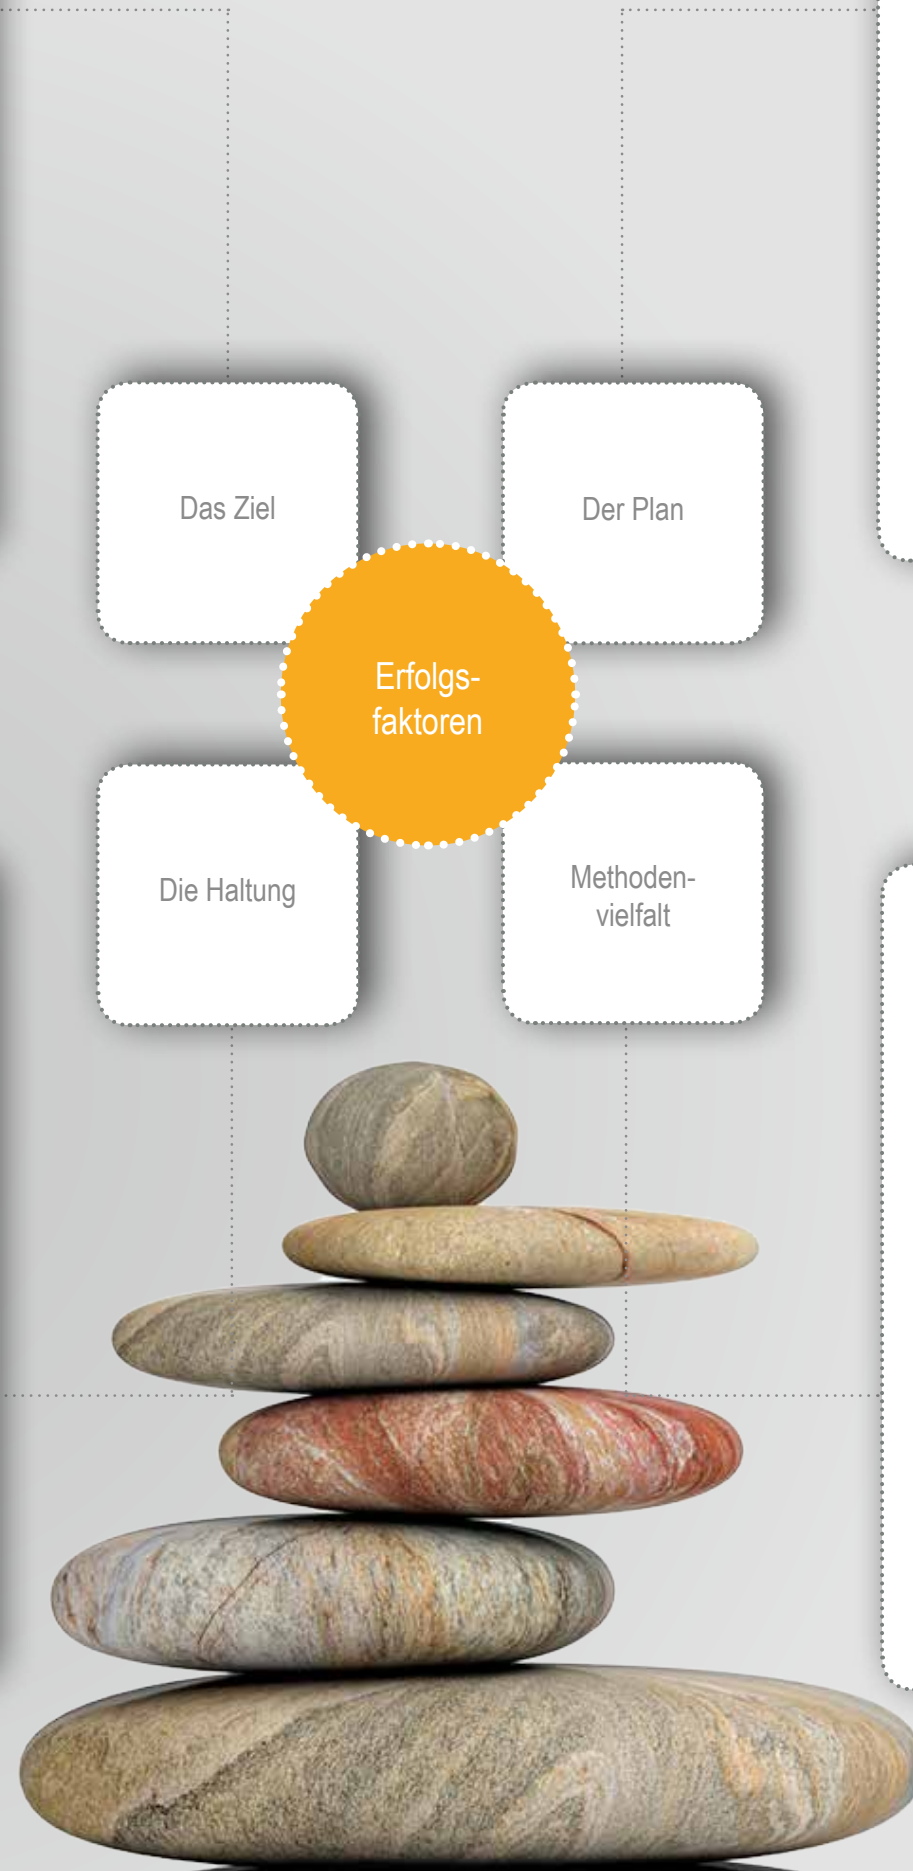 Das Ziel
Der Plan
Erfolgs-
faktoren
Die Haltung
Methoden-
vielfalt